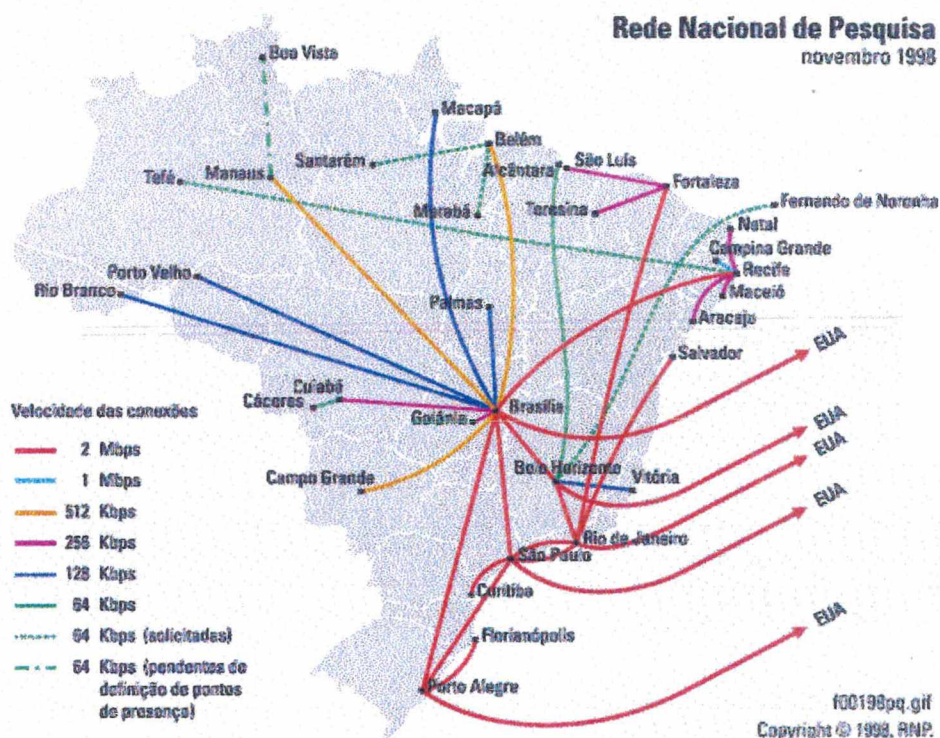 Rede Nacional de Pesquisa
novembro 1998
Boa Vista
Macapá
Belém
Santarém
Alcântara
São Luís
Tefé
Manaus
Fortaleza
Marabá
Teresina
Fernando de Noronha
Natal
Campina Grande
Recife
Porto Velho
Maceió
Rio Branco
Palmas
Aracaju
Salvador
EUA
Cuiabá
Cáceres
Brasília
Goiânia
EUA
EUA
Belo Horizonte
Vitória
Campo Grande
EUA
Rio de Janeiro
São Paulo
Curitiba
Florianópolis
EUA
Porto Alegre
Velocidade das conexões
2 Mbps
1 Mbps
512 Kbps
256 Kbps
128 Kbps
64 Kbps
64 Kbps (solicitadas)
64 Kbps (pendentes de
definição de pontos
de presença)
f00198pq.gif
Copyright © 1998, RNP.